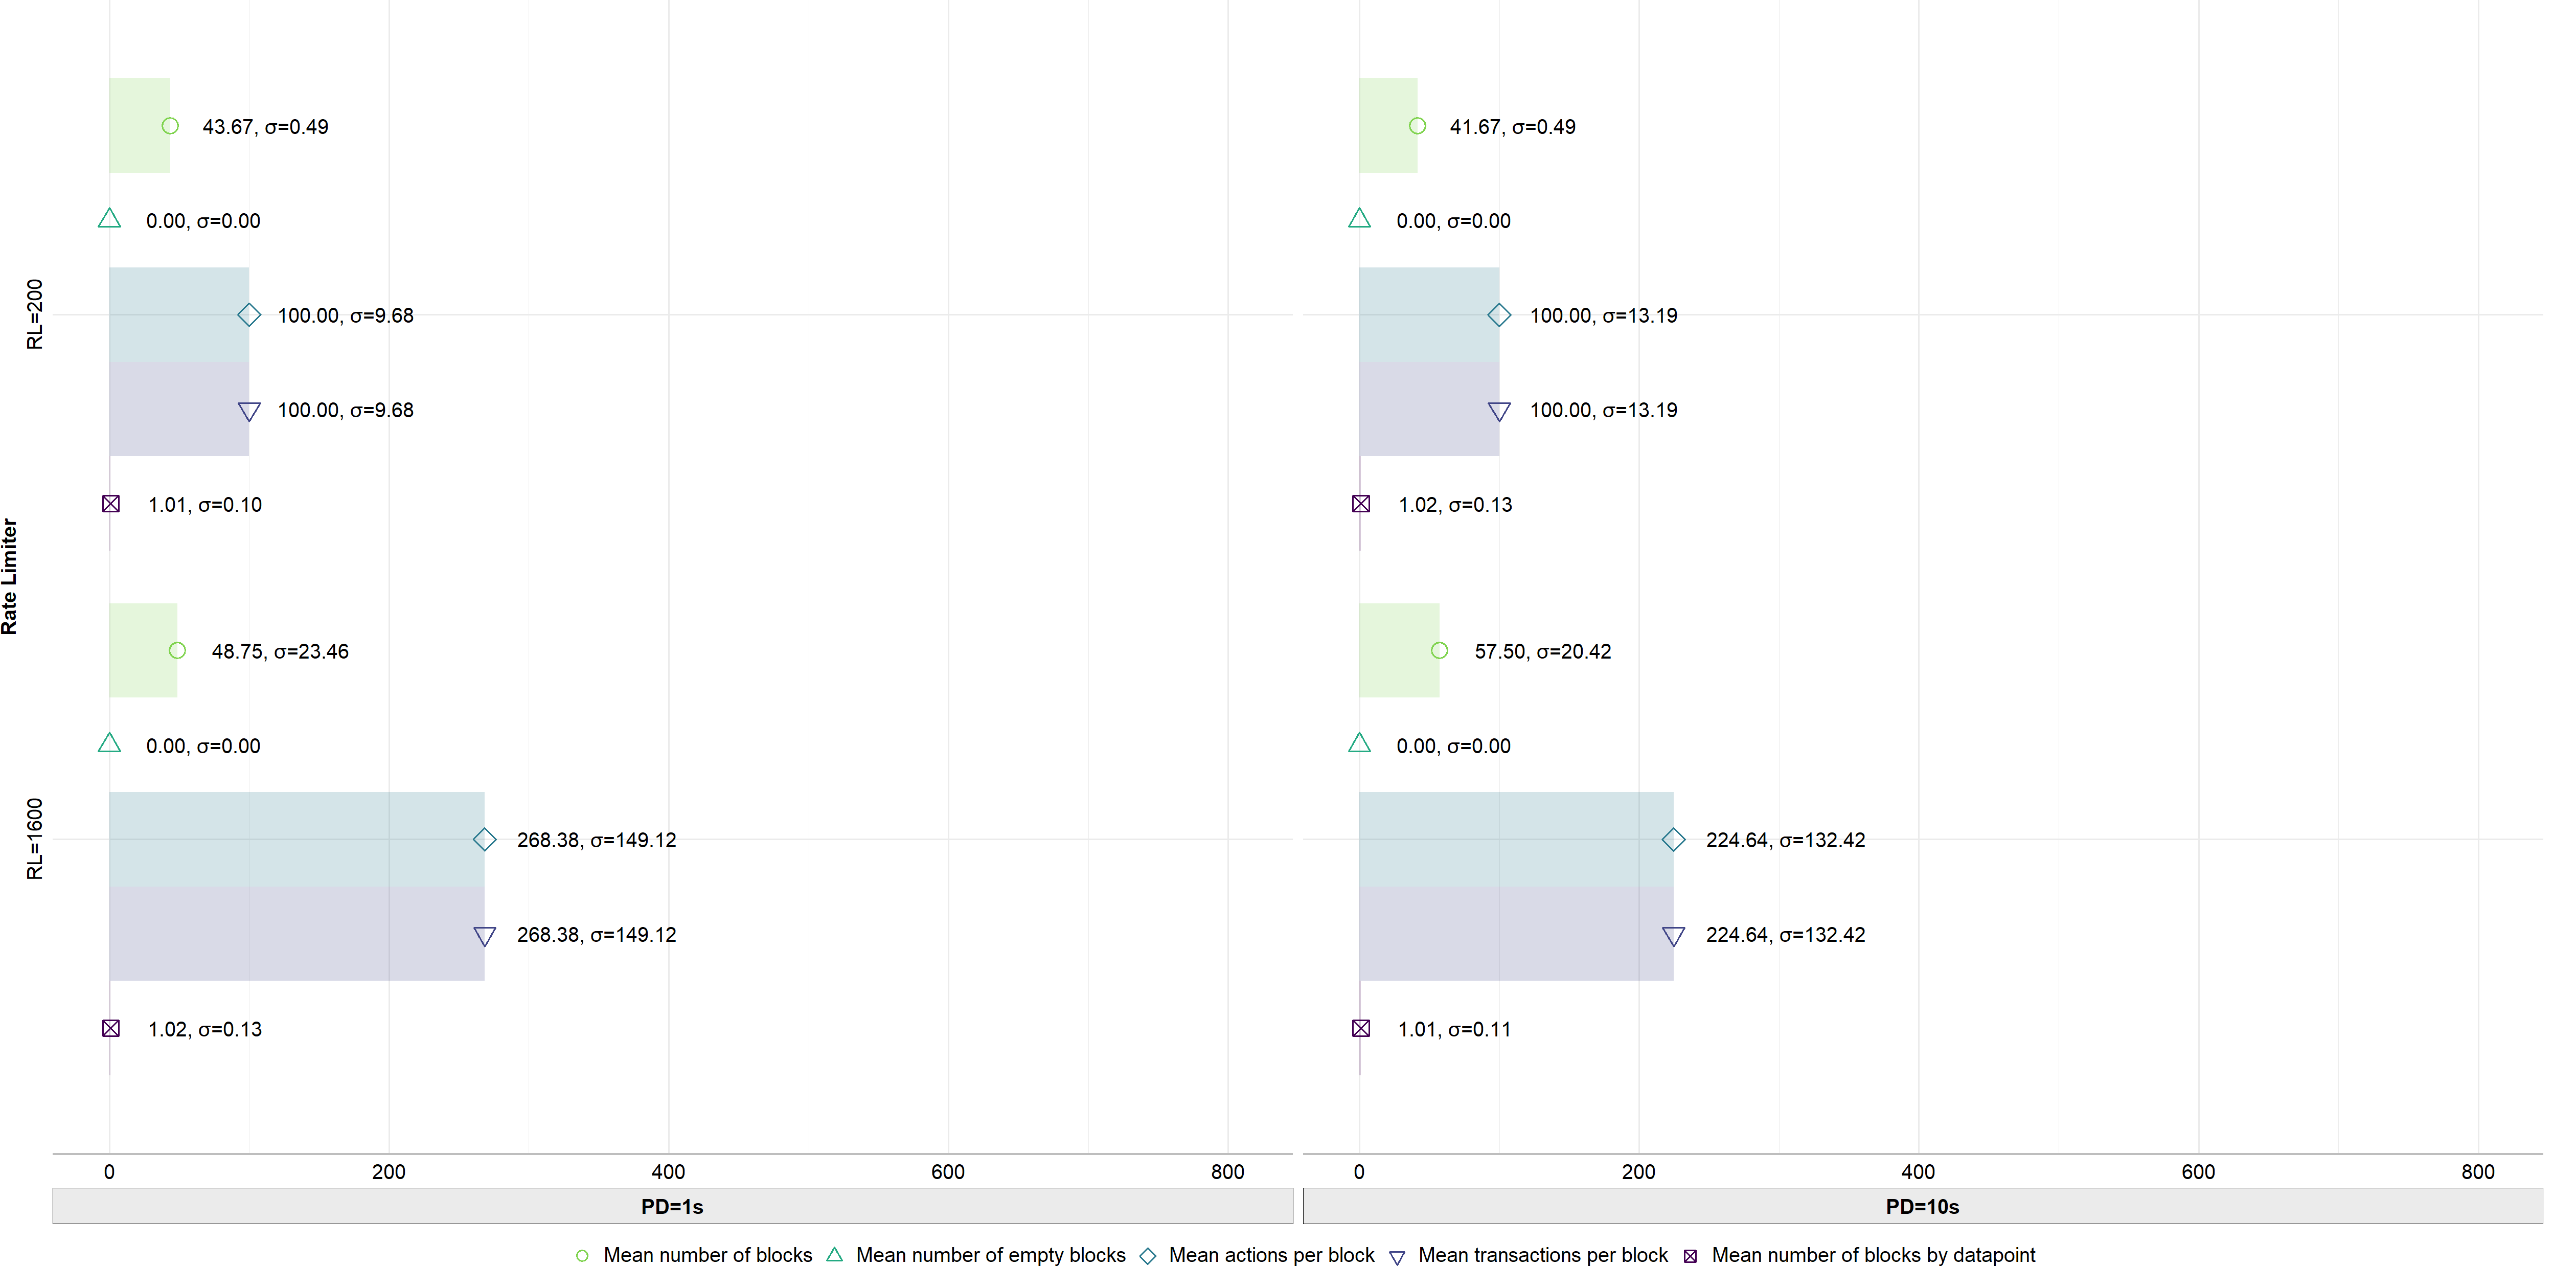 Rate Limiter
RL=200
43.67, σ=0.49
0.00, σ=0.00
100.00, σ=9.68
100.00, σ=9.68
1.01, σ=0.10
41.67, σ=0.49
0.00, σ=0.00
100.00, σ=13.19
100.00, σ=13.19
1.02, σ=0.13
RL=1600
48.75, σ=23.46
0.00, σ=0.00
268.38, σ=149.12
268.38, σ=149.12
1.02, σ=0.13
57.50, σ=20.42
0.00, σ=0.00
224.64, σ=132.42
224.64, σ=132.42
1.01, σ=0.11
0 200 400 600 800
0 200 400 600 800
PD=1s
PD=10s
Mean number of blocks Mean number of empty blocks Mean actions per block Mean transactions per block Mean number of blocks by datapoint